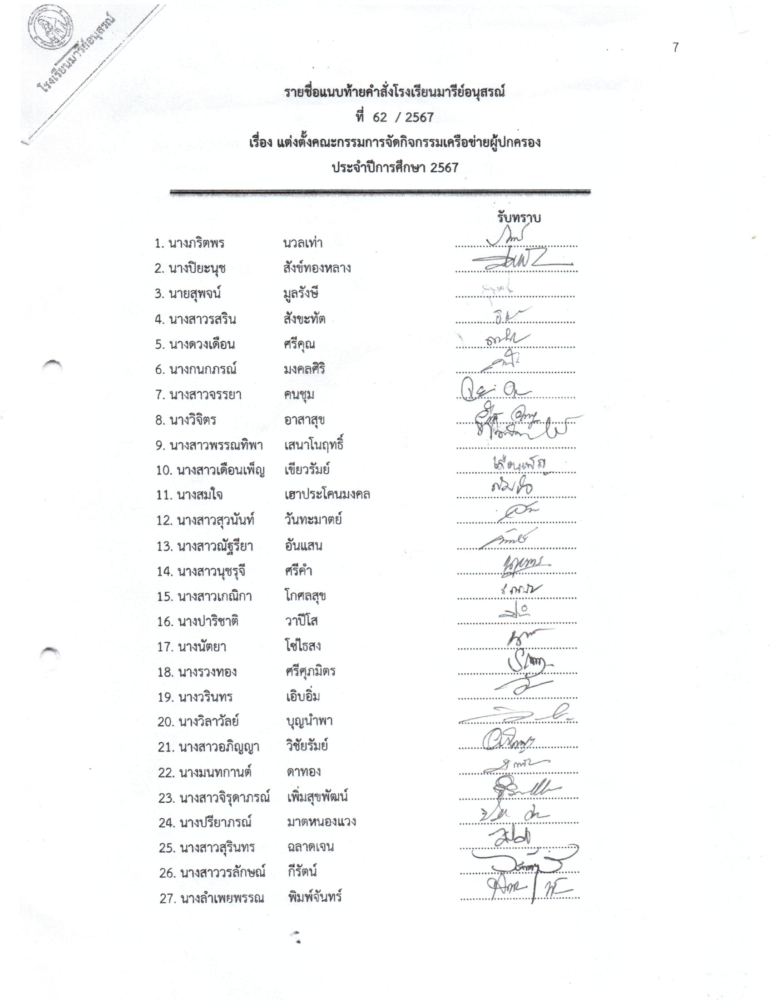 โรงเรียนมารีย์อนุสรณ์
7
รายชื่อแนบท้ายคำสั่งโรงเรียนมารีย์อนุสรณ์
ที่ 62 / 2567
เรื่อง แต่งตั้งคณะกรรมการจัดกิจกรรมเครือข่ายผู้ปกครอง
ประจำปีการศึกษา 2567
รับทราบ
1. นางภริตพร นวลเท่า
2. นางปิยะนุช สังข์ทองหลาง
3. นายสุพจน์ มูลรังษี
4. นางสาวรสริน สังขะทัต
5. นางดวงเดือน ศรีคุณ
6. นางกนกภรณ์ มงคลศิริ
7. นางสาวจรรยา คนชุม
8. นางวิจิตร อาสาสุข
9. นางสาวพรรณทิพา เสนาโนฤทธิ์
10. นางสาวเดือนเพ็ญ เขียวรัมย์ เดือนเพ็ญ
11. นางสมใจ เฮาประโคนมงคล สมใจ
12. นางสาวสุวนันท์ วันทะมาตย์
13. นางสาวณัฐรียา อันแสน
14. นางสาวนุชรุจี ศรีคำ
15. นางสาวเกณิกา โกศลสุข
16. นางปาริชาติ วาปีโส
17. นางนัตยา โซ่ไธสง
18. นางรวงทอง ศรีศุภมิตร
19. นางวรินทร เอิบอิ่ม
20. นางวิลาวัลย์ บุญนำพา
21. นางสาวอภิญญา วิชัยรัมย์
22. นางมนทกานต์ ดาทอง
23. นางสาวจิรุดาภรณ์ เพิ่มสุขพัฒน์
24. นางปรียาภรณ์ มาตหนองแวง
25. นางสาวสุรินทร ฉลาดเจน
26. นางสาววรลักษณ์ กีรัตน์
27. นางลำเพยพรรณ พิมพ์จันทร์